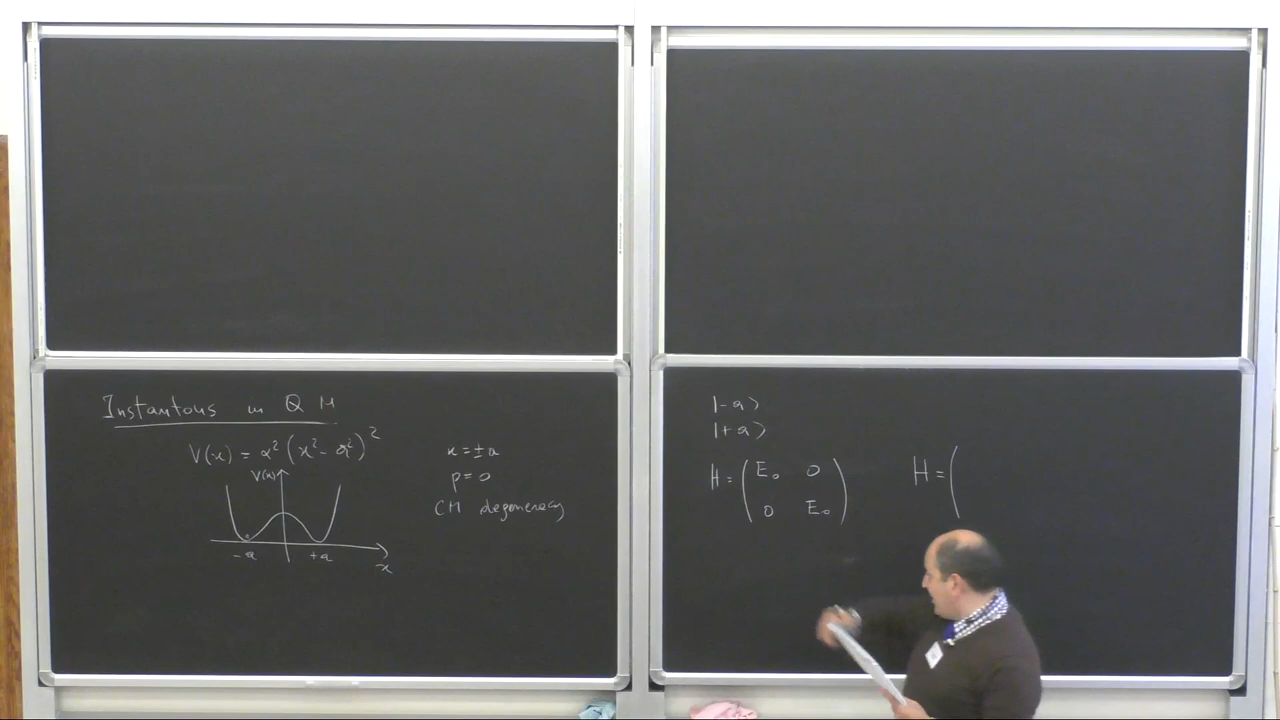 Instantons in QM
V(x) = α² (x² - a²)²
V(x)
-a +a
x
x = ±a
p = 0
CM degeneracy
|-a>
|+a>
H = ( E₀ 0
0 E₀ )
H = (